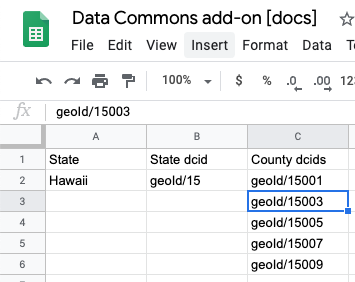 Data Commons add-on [docs]
File Edit View Insert Format Data T
100% $ % .0 .00 123
fx geoId/15003
A B C
1 State State dcid County dcids
2 Hawaii geoId/15 geoId/15001
3 geoId/15003
4 geoId/15005
5 geoId/15007
6 geoId/15009